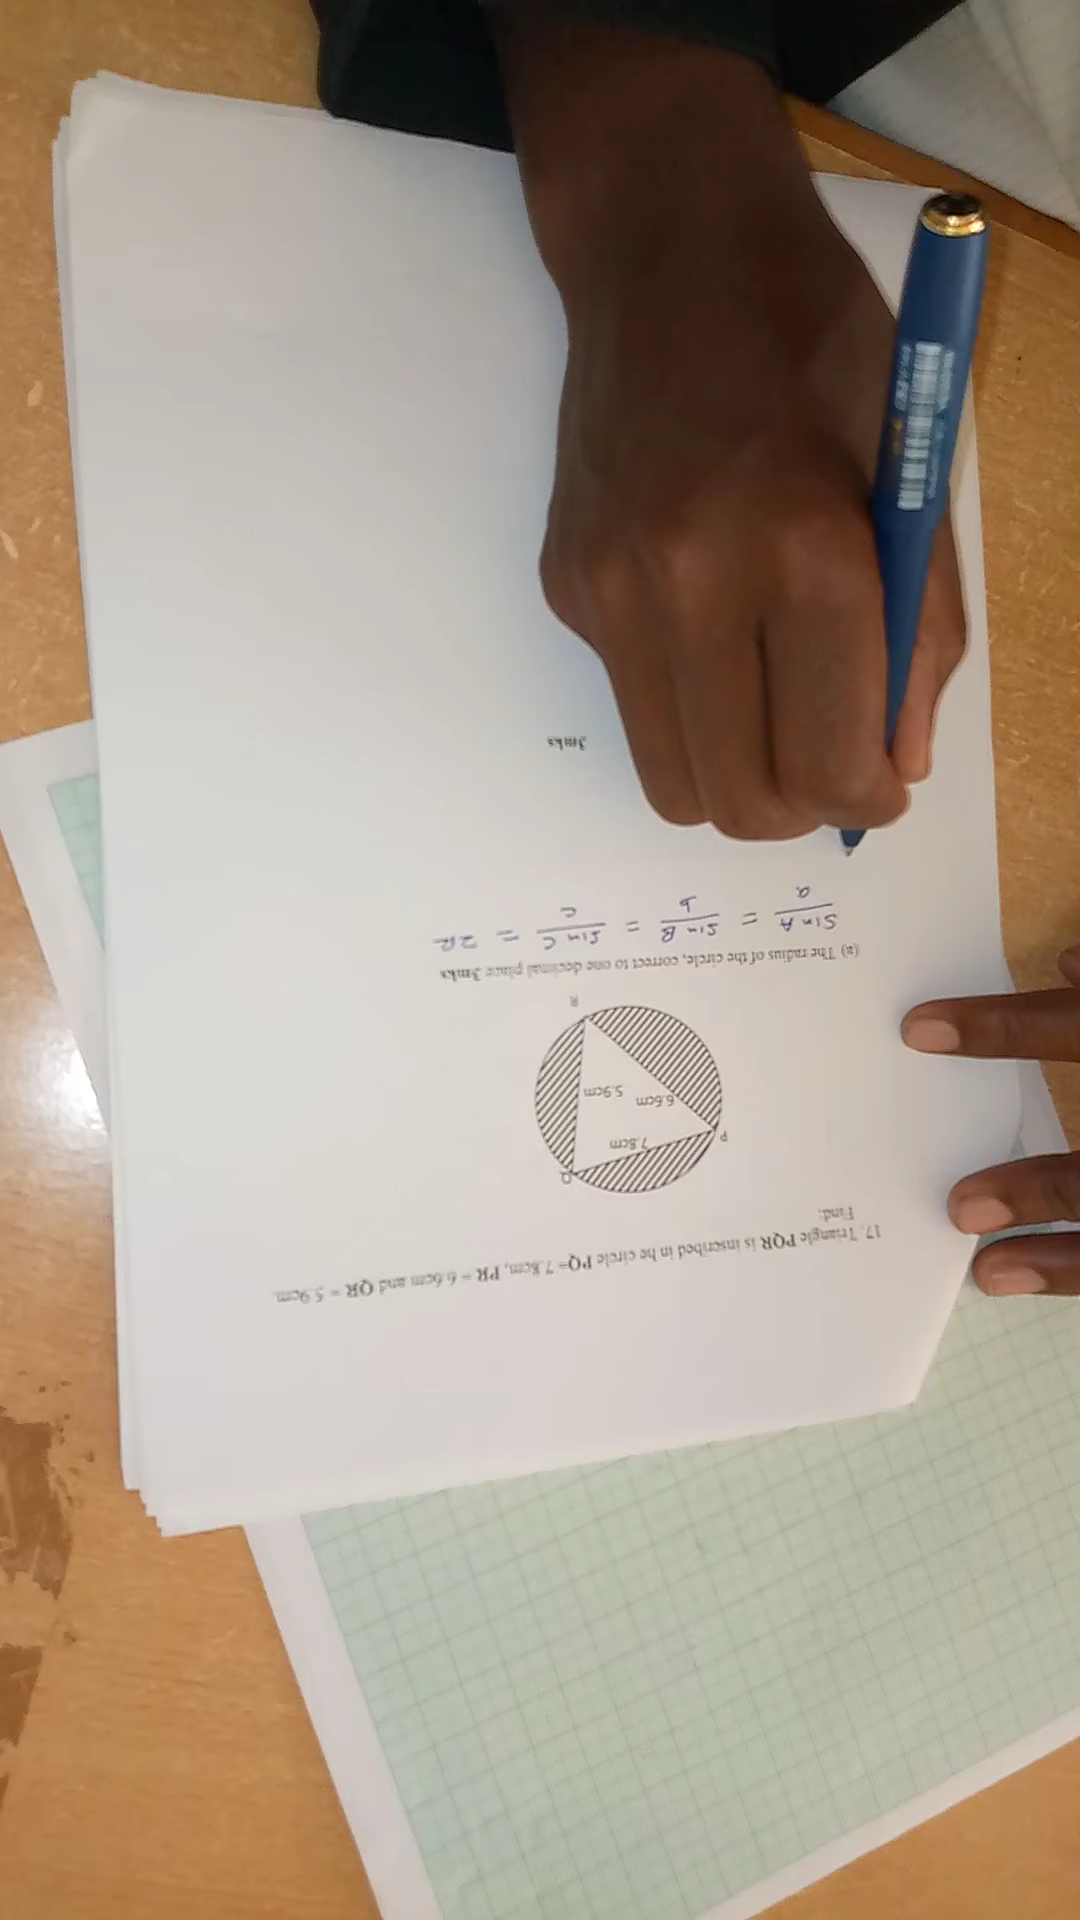 17. Triangle PQR is inscribed in he circle PQ= 7.8cm, PR = 6.6cm and QR = 5.9cm.
Find:
Q
P
7.8cm
6.6cm
5.9cm
R
(a) The radius of the circle, correct to one decimal place 3mks
Sin A / a = Sin B / b = Sin C / c = 2R
3mks